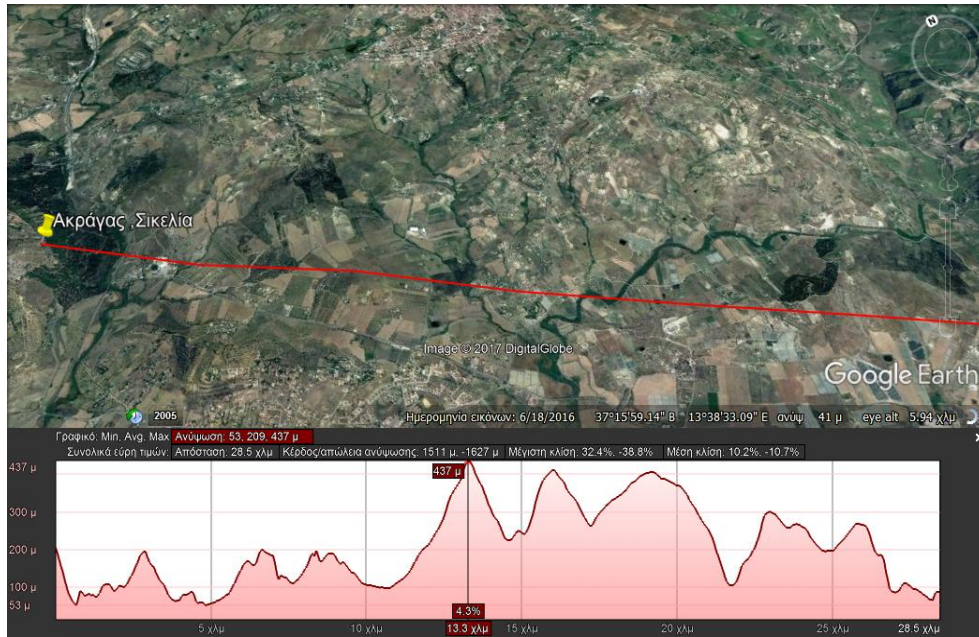 N
Ακράγας ,Σικελία
Image © 2017 DigitalGlobe
Google Earth
2005
Ημερομηνία εικόνων: 6/18/2016 37°15'59.14" Β 13°38'33.09" Ε ανύψ 41 μ eye alt 5.94 χλμ
Γραφικό: Min, Avg, Max Ανύψωση: 53, 209, 437 μ
Συνολικά εύρη τιμών: Απόσταση: 28.5 χλμ Κέρδος/απώλεια ανύψωσης: 1511 μ, -1627 μ Μέγιστη κλίση: 32.4%, -38.8% Μέση κλίση: 10.2%, -10.7%
437 μ
437 μ
300 μ
200 μ
100 μ
53 μ
4.3%
5 χλμ 10 χλμ 13.3 χλμ 15 χλμ 20 χλμ 25 χλμ 28.5 χλμ